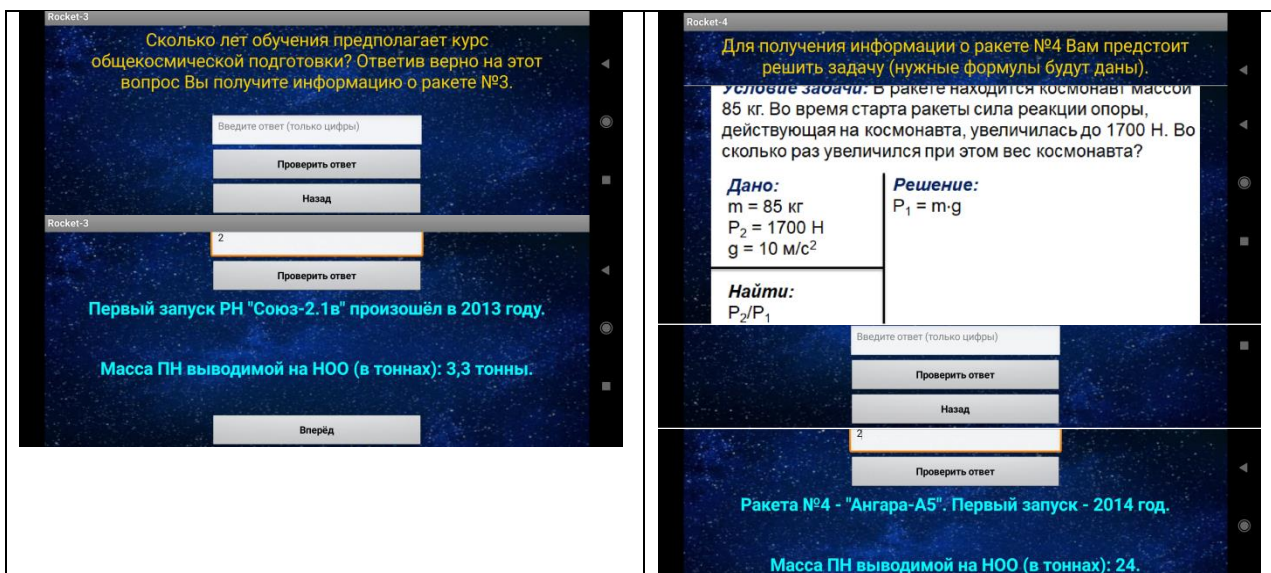 Rocket-3
Сколько лет обучения предполагает курс
общекосмической подготовки? Ответив верно на этот
вопрос Вы получите информацию о ракете №3.
Введите ответ (только цифры)
Проверить ответ
Назад
Rocket-3
2
Проверить ответ
Первый запуск РН "Союз-2.1в" произошёл в 2013 году.
Масса ПН выводимой на НОО (в тоннах): 3,3 тонны.
Вперёд
Rocket-4
Для получения информации о ракете №4 Вам предстоит
решить задачу (нужные формулы будут даны).
Условие задачи: В ракете находится космонавт массой
85 кг. Во время старта ракеты сила реакции опоры,
действующая на космонавта, увеличилась до 1700 Н. Во
сколько раз увеличился при этом вес космонавта?
Дано:
m = 85 кг
P₂ = 1700 Н
g = 10 м/с²
Найти:
P₂/P₁
Решение:
P₁ = m·g
Введите ответ (только цифры)
Проверить ответ
Назад
2
Проверить ответ
Ракета №4 - "Ангара-А5". Первый запуск - 2014 год.
Масса ПН выводимой на НОО (в тоннах): 24.